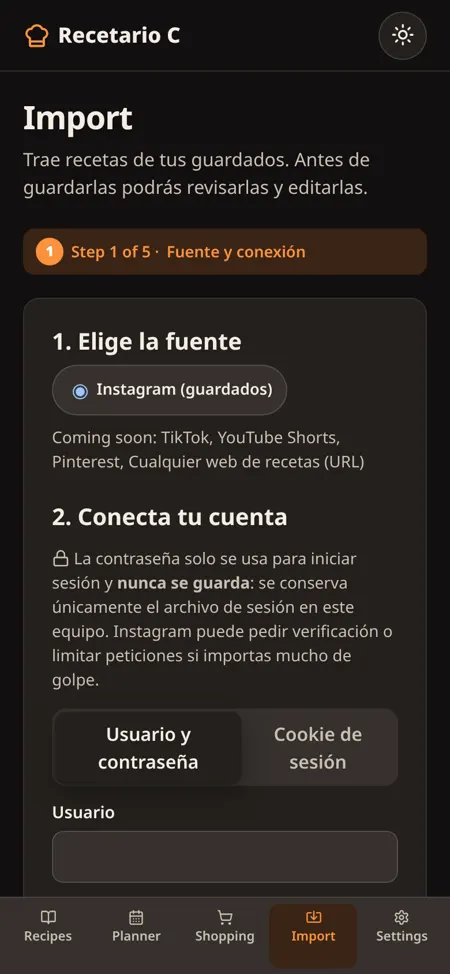 Recetario C
Import
Trae recetas de tus guardados. Antes de
guardarlas podrás revisarlas y editarlas.
1 Step 1 of 5 · Fuente y conexión
1. Elige la fuente
Instagram (guardados)
Coming soon: TikTok, YouTube Shorts,
Pinterest, Cualquier web de recetas (URL)
2. Conecta tu cuenta
La contraseña solo se usa para iniciar
sesión y nunca se guarda: se conserva
únicamente el archivo de sesión en este
equipo. Instagram puede pedir verificación o
limitar peticiones si importas mucho de
golpe.
Usuario y
contraseña
Cookie de
sesión
Usuario
Recipes Planner Shopping Import Settings